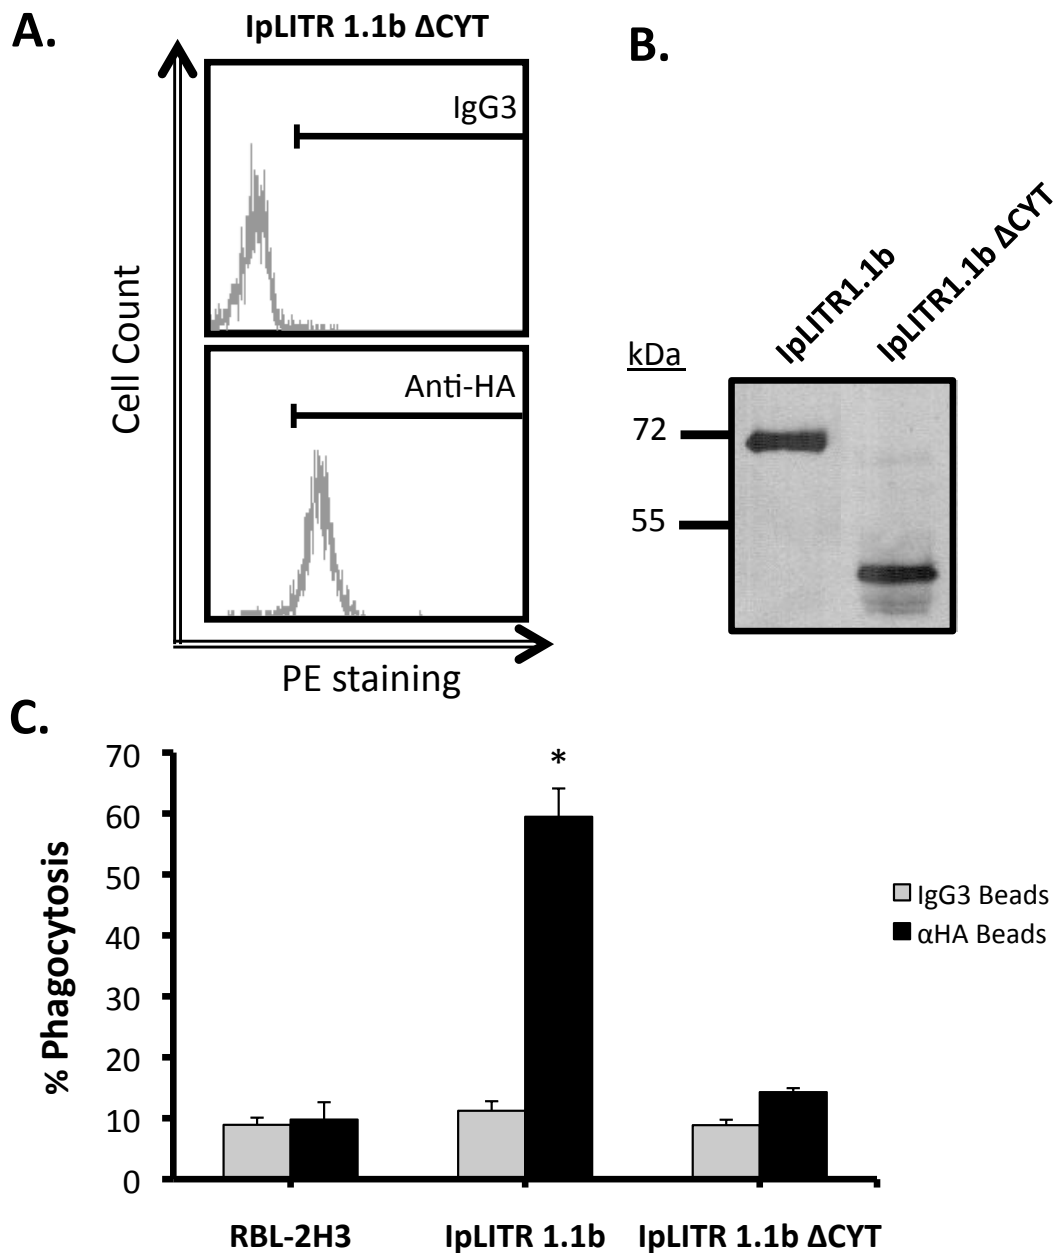 A.
IpLITR 1.1b ΔCYT
IgG3
Anti-HA
Cell Count
PE staining
B.
IpLITR1.1b
IpLITR1.1b ΔCYT
kDa
72
55
C.
70
60
50
40
30
20
10
0
% Phagocytosis
*
IgG3 Beads
αHA Beads
RBL-2H3
IpLITR 1.1b
IpLITR 1.1b ΔCYT